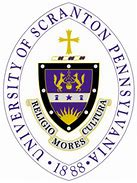 UNIVERSITY OF SCRANTON PENNSYLVANIA
· 1888 ·
RELIGIO MORES CULTURA